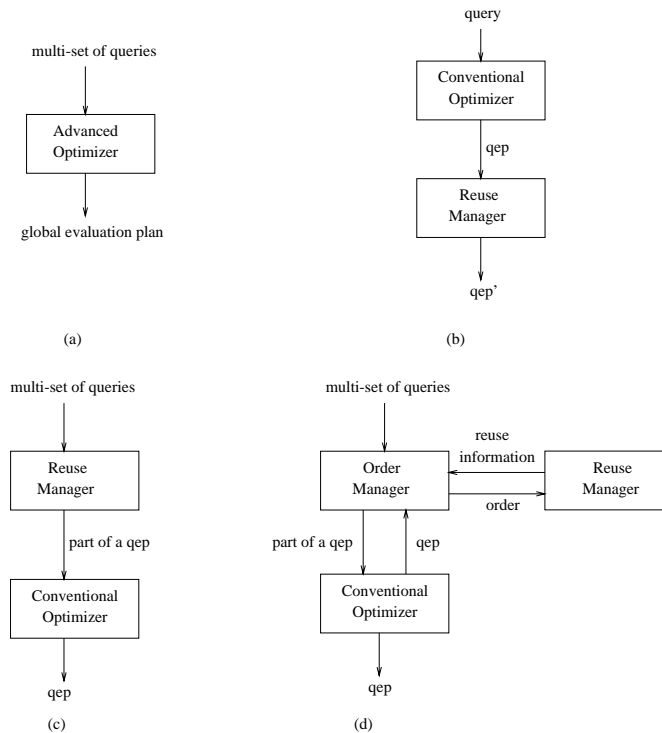 multi-set of queries
Advanced
Optimizer
global evaluation plan
(a)
query
Conventional
Optimizer
qep
Reuse
Manager
qep’
(b)
multi-set of queries
Reuse
Manager
part of a qep
Conventional
Optimizer
qep
(c)
multi-set of queries
Order
Manager
reuse
information
order
Reuse
Manager
part of a qep
qep
Conventional
Optimizer
qep
(d)